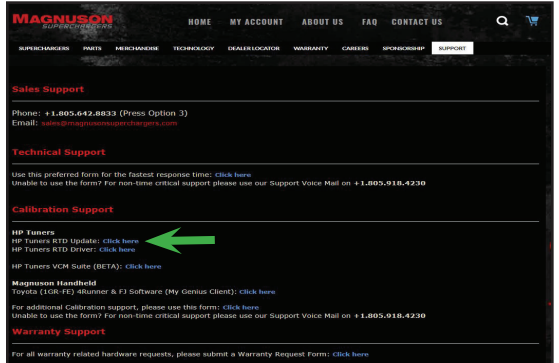 MAGNUSON
SUPERCHARGERS
HOME MY ACCOUNT ABOUT US FAQ CONTACT US
SUPERCHARGERS PARTS MERCHANDISE TECHNOLOGY DEALER LOCATOR WARRANTY CAREERS SPONSORSHIP SUPPORT
Sales Support
Phone: +1.805.642.8833 (Press Option 3)
Email: sales@magnusonsuperchargers.com
Technical Support
Use this preferred form for the fastest response time: Click here
Unable to use the form? For non-time critical support please use our Support Voice Mail on +1.805.918.4230
Calibration Support
HP Tuners
HP Tuners RTD Update: Click here
HP Tuners RTD Driver: Click here
HP Tuners VCM Suite (BETA): Click here
Magnuson Handheld
Toyota (1GR-FE) 4Runner & FJ Software (My Genius Client): Click here
For additional Calibration support, please use this form: Click here
Unable to use the form? For non-time critical support please use our Support Voice Mail on +1.805.918.4230
Warranty Support
For all warranty related hardware requests, please submit a Warranty Request Form: Click here